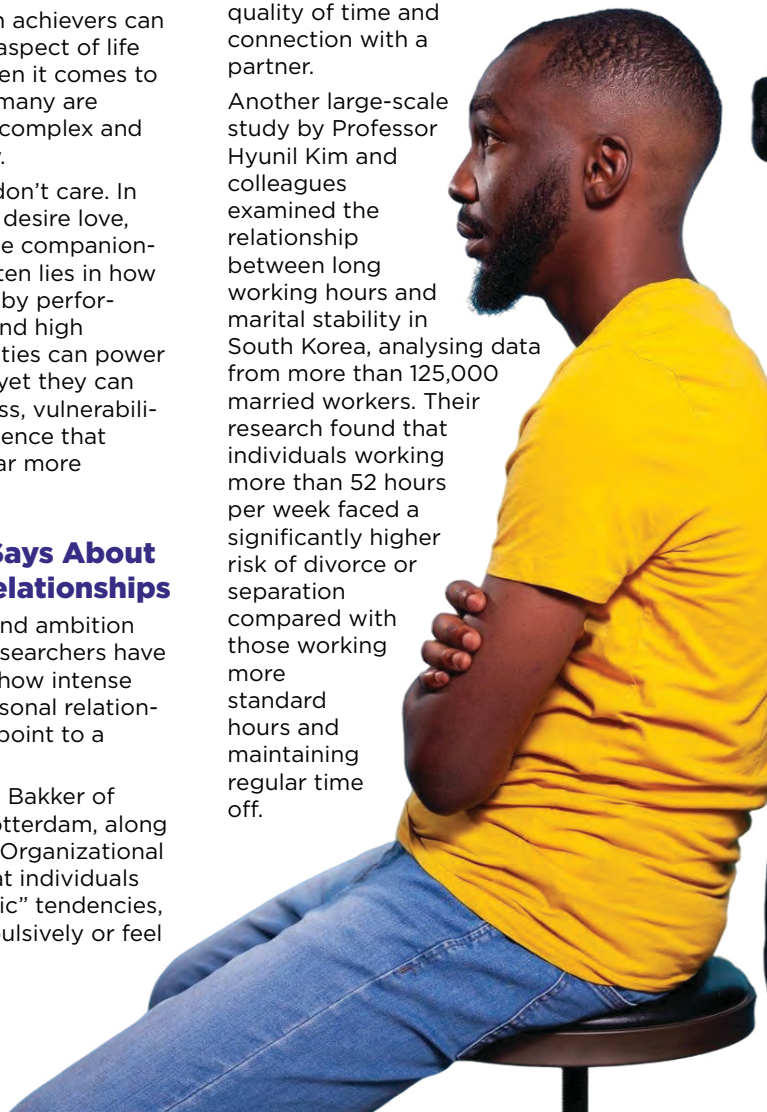 n achievers can
aspect of life
en it comes to
many are
complex and
don't care. In
desire love,
e companion-
ten lies in how
by perfor-
nd high
ties can power
yet they can
ss, vulnerabili-
ence that
ar more
Says About
elationships
nd ambition
searchers have
how intense
sonal relation-
point to a
Bakker of
otterdam, along
Organizational
at individuals
ic” tendencies,
pulsively or feel
quality of time and
connection with a
partner.
Another large-scale
study by Professor
Hyunil Kim and
colleagues
examined the
relationship
between long
working hours and
marital stability in
South Korea, analysing data
from more than 125,000
married workers. Their
research found that
individuals working
more than 52 hours
per week faced a
significantly higher
risk of divorce or
separation
compared with
those working
more
standard
hours and
maintaining
regular time
off.